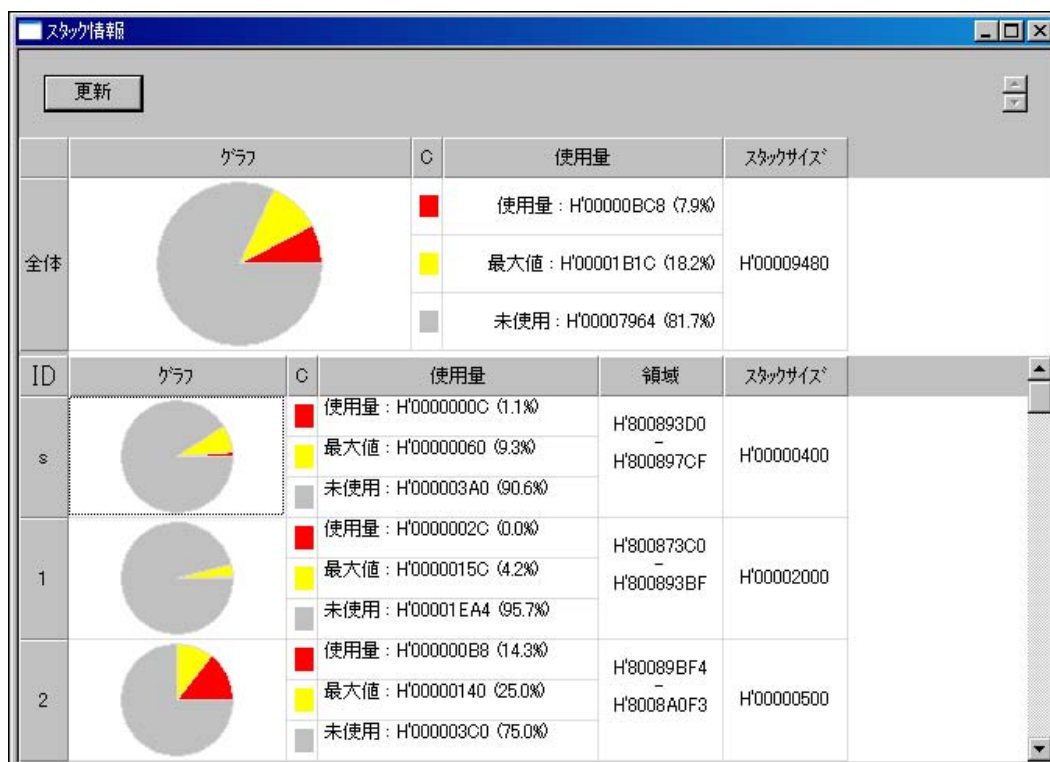 スタック情報
更新
グラフ C 使用量 スタックサイズ
全体
使用量 : H'00000BC8 (7.9%)
最大値 : H'00001B1C (18.2%)
未使用 : H'00007964 (81.7%)
H'00009480
ID グラフ C 使用量 領域 スタックサイズ
s
使用量 : H'0000000C (1.1%)
最大値 : H'00000060 (9.3%)
未使用 : H'000003A0 (90.6%)
H'800893D0
–
H'800897CF
H'00000400
1
使用量 : H'0000002C (0.0%)
最大値 : H'0000015C (4.2%)
未使用 : H'00001EA4 (95.7%)
H'800873C0
–
H'800893BF
H'00002000
2
使用量 : H'000000B8 (14.3%)
最大値 : H'00000140 (25.0%)
未使用 : H'000003C0 (75.0%)
H'80089BF4
–
H'8008A0F3
H'00000500